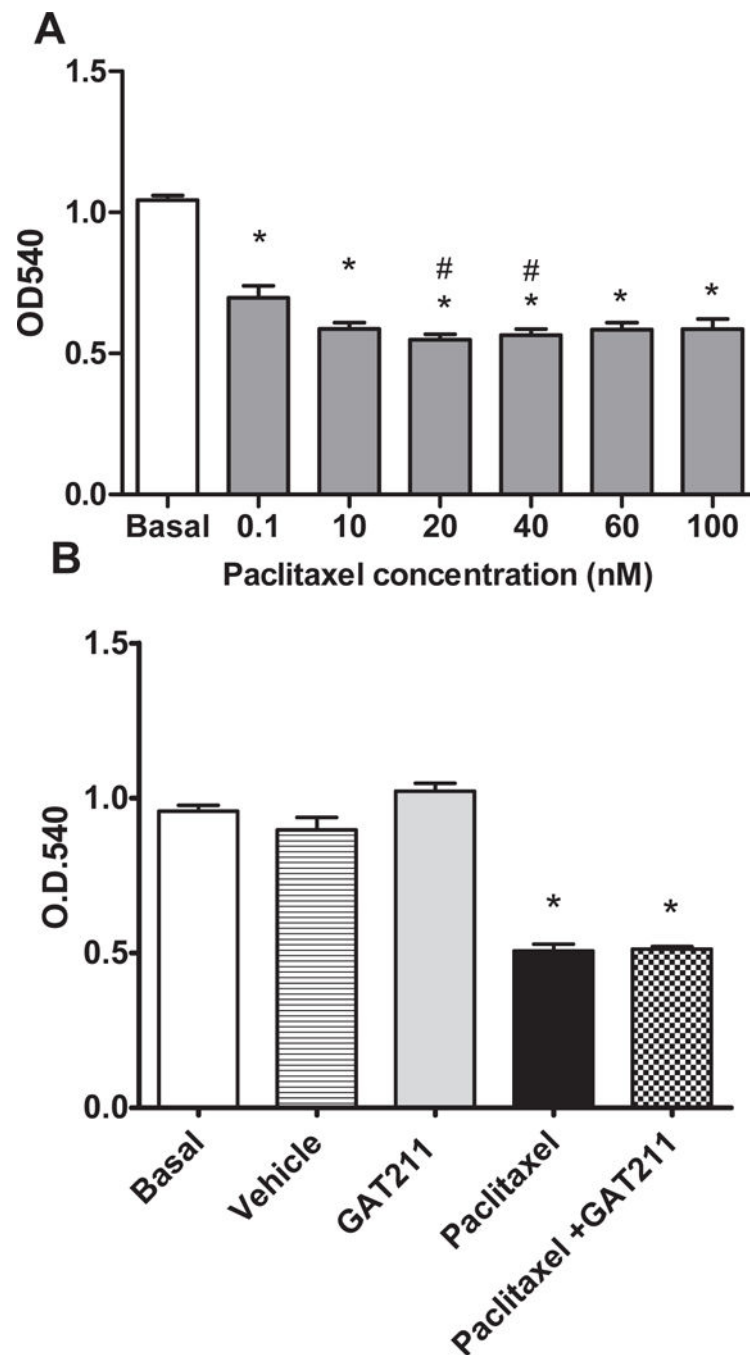 A
1.5
1.0
0.5
0.0
OD540
*
*
#
*
#
*
*
*
Basal 0.1 10 20 40 60 100
Paclitaxel concentration (nM)
B
1.5
1.0
0.5
0.0
O.D.540
*
*
Basal
Vehicle
GAT211
Paclitaxel
Paclitaxel +GAT211